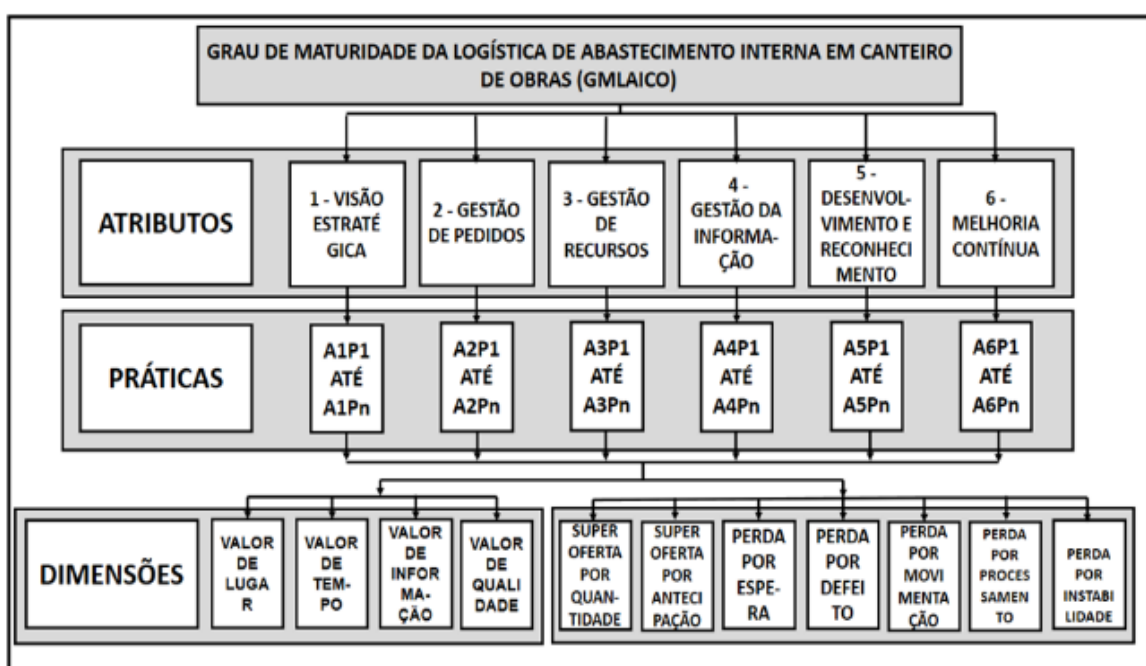 GRAU DE MATURIDADE DA LOGÍSTICA DE ABASTECIMENTO INTERNA EM CANTEIRO
DE OBRAS (GMLAICO)
ATRIBUTOS
1 - VISÃO
ESTRATÉ
GICA
2 - GESTÃO
DE PEDIDOS
3 - GESTÃO
DE
RECURSOS
4 -
GESTÃO DA
INFORMA-
ÇÃO
5 -
DESENVOL-
VIMENTO E
RECONHECI
MENTO
6 -
MELHORIA
CONTÍNUA
PRÁTICAS
A1P1
ATÉ
A1Pn
A2P1
ATÉ
A2Pn
A3P1
ATÉ
A3Pn
A4P1
ATÉ
A4Pn
A5P1
ATÉ
A5Pn
A6P1
ATÉ
A6Pn
DIMENSÕES
VALOR
DE
LUGA
R
VALOR
DE
TEM-
PO
VALOR
DE
INFOR
MA-
ÇÃO
VALOR
DE
QUALI
DADE
SUPER
OFERTA
POR
QUAN-
TIDADE
SUPER
OFERTA
POR
ANTECI
PAÇÃO
PERDA
POR
ESPE-
RA
PERDA
POR
DEFEI
TO
PERDA
POR
MOVI
MENTA
ÇÃO
PERDA
POR
PROCES
SAMEN
TO
PERDA
POR
INSTABI
LIDADE